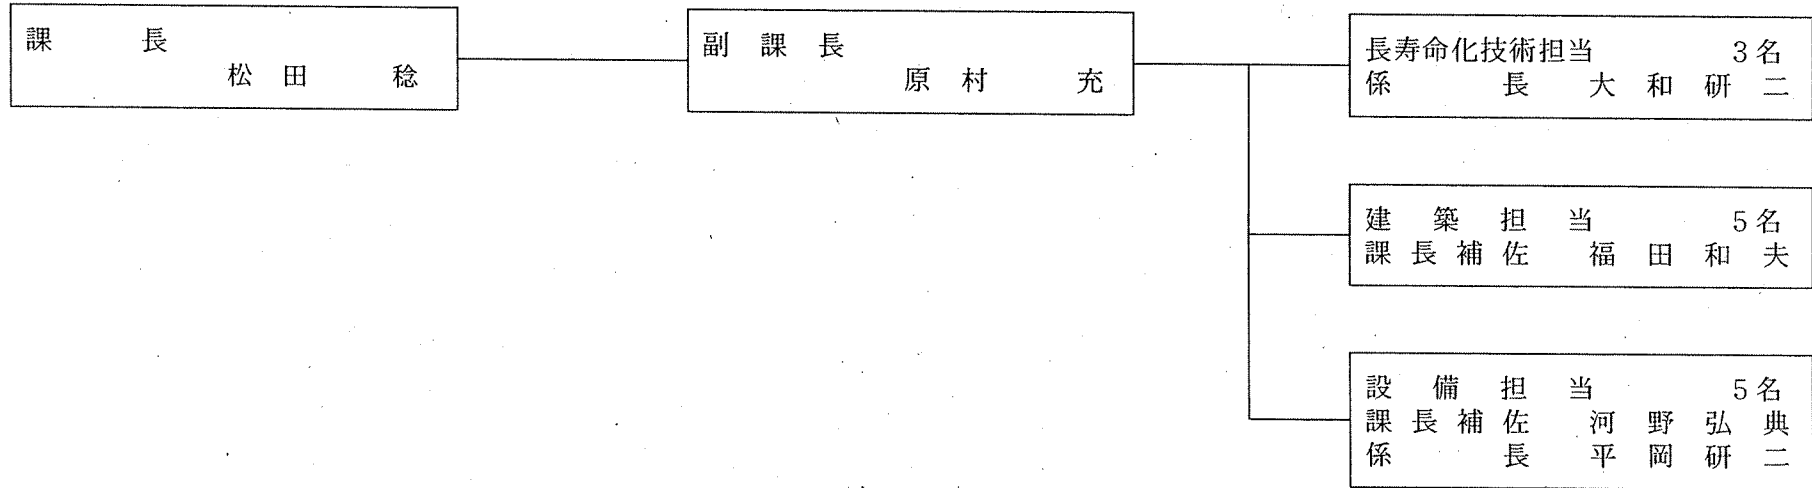 課　　　長
松　田　　　稔
副　課　長
原　村　　　充
長寿命化技術担当　　　3名
係　　　長　大　和　研　二
建　築　担　当　　　5名
課長補佐　福　田　和　夫
設　備　担　当　　　5名
課長補佐　河　野　弘　典
係　　　長　平　岡　研　二